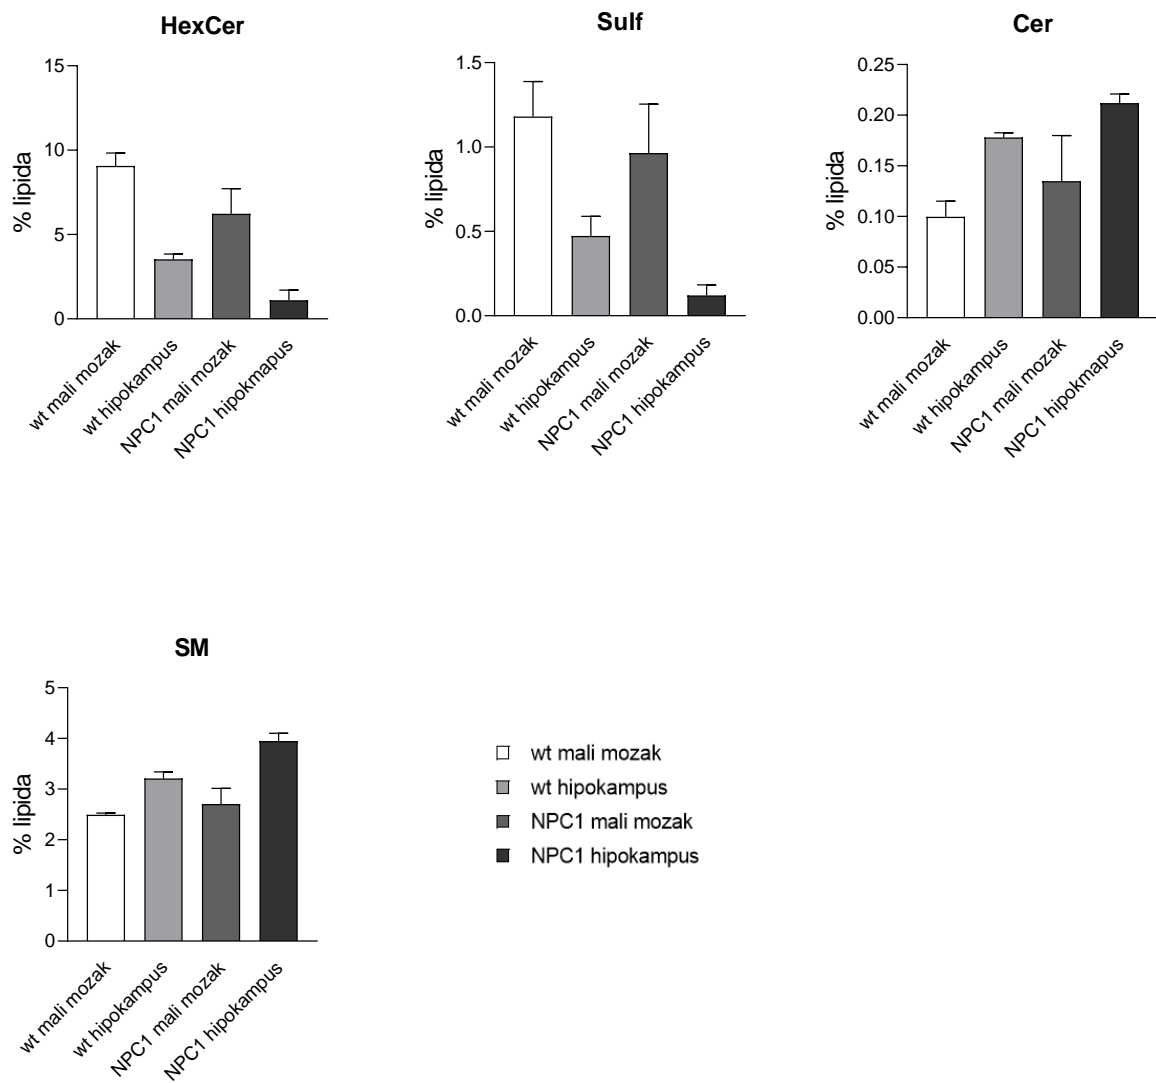 HexCer
% lipida
15
10
5
0
wt mali mozak
wt hipokampus
NPC1 mali mozak
NPC1 hipokmapus
Sulf
% lipida
1.5
1.0
0.5
0.0
wt mali mozak
wt hipokampus
NPC1 mali mozak
NPC1 hipokampus
Cer
% lipida
0.25
0.20
0.15
0.10
0.05
0.00
wt mali mozak
wt hipokampus
NPC1 mali mozak
NPC1 hipokmapus
SM
% lipida
5
4
3
2
1
0
wt mali mozak
wt hipokampus
NPC1 mali mozak
NPC1 hipokampus
wt mali mozak
wt hipokampus
NPC1 mali mozak
NPC1 hipokampus